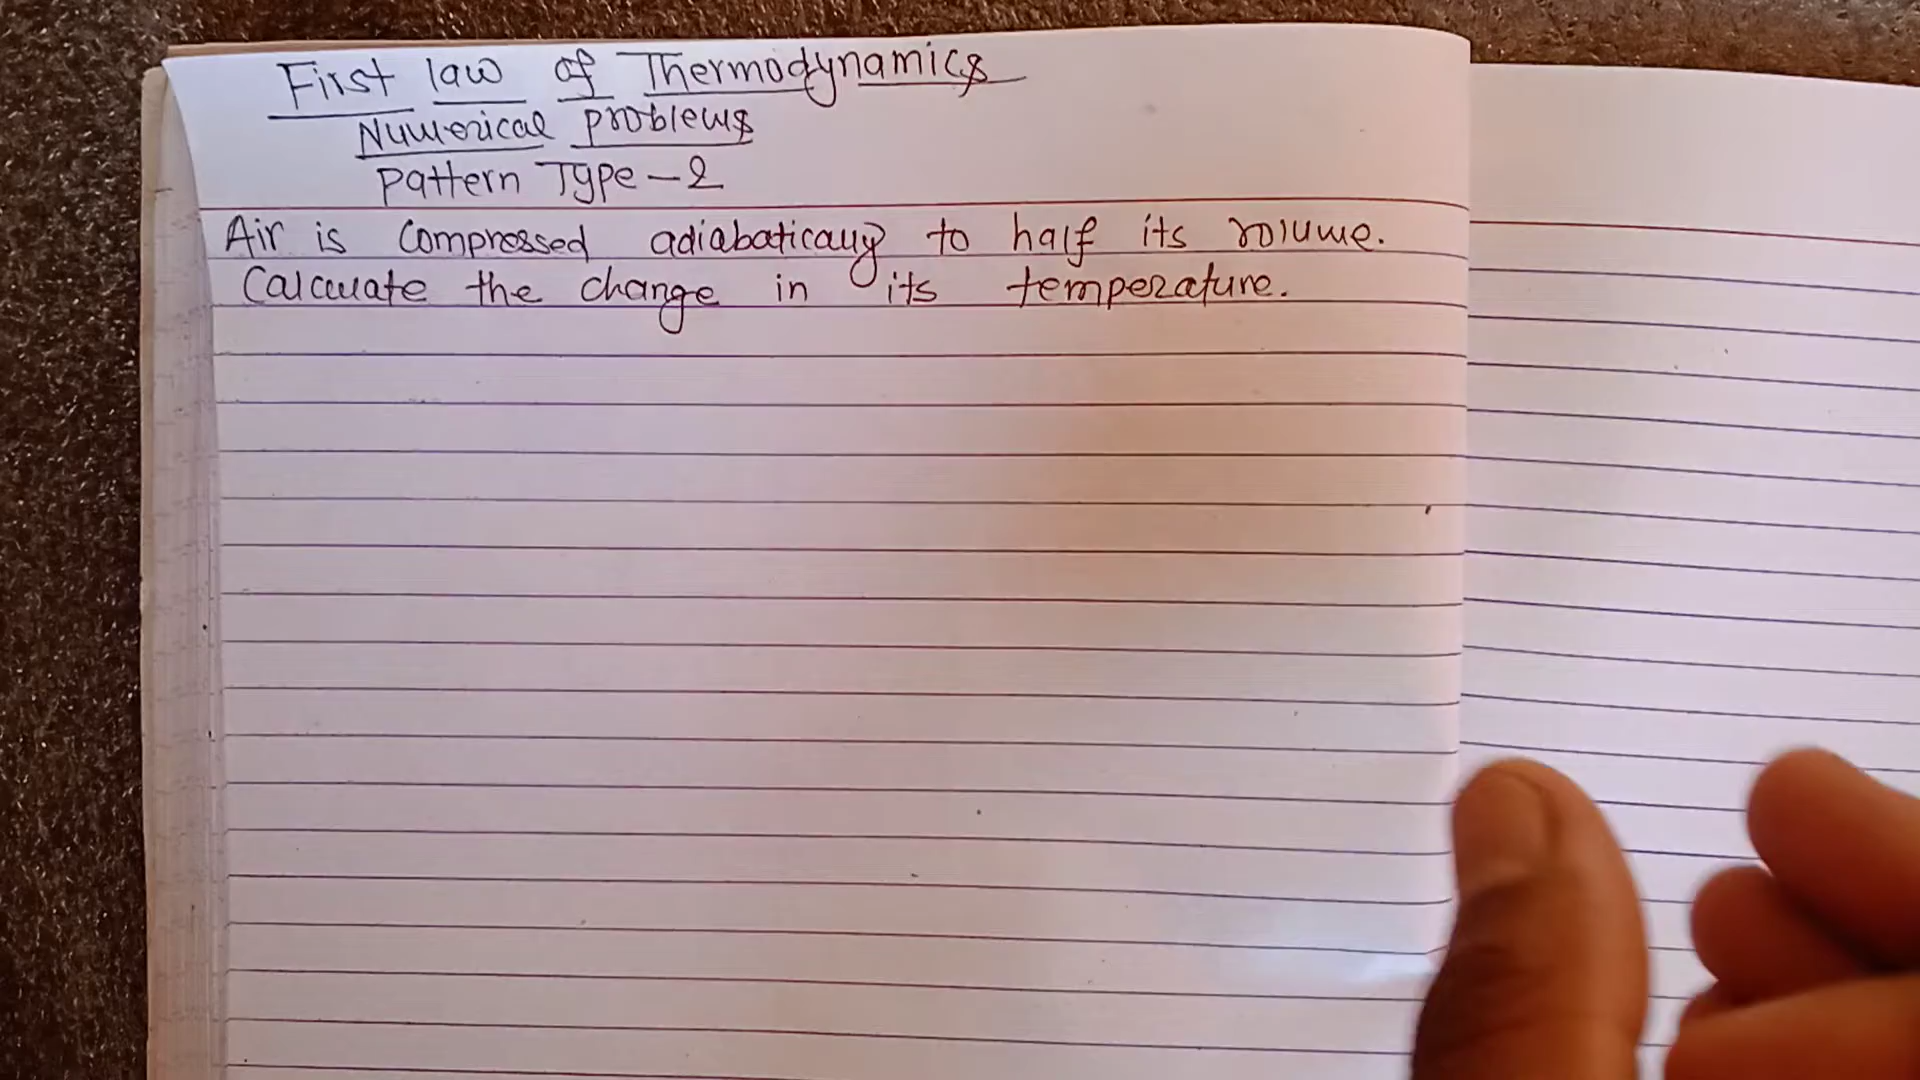 First law of Thermodynamics
Numerical problems
Pattern Type-2
Air is compressed adiabatically to half its volume.
Calculate the change in its temperature.